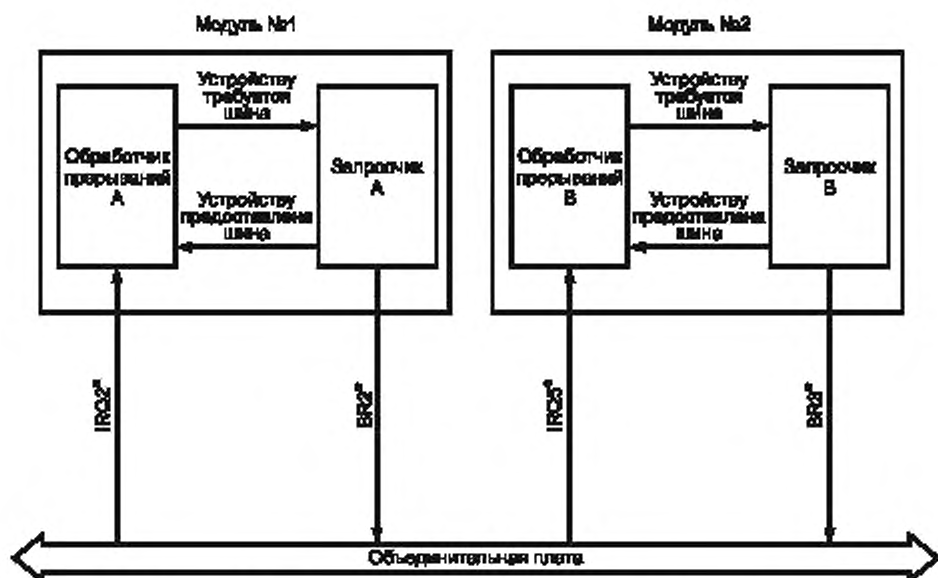 Модуль №1
Модуль №2
Устройству
требуется
шина
Обработчик
прерываний
A
Запросчик
A
Устройству
предоставлена
шина
Устройству
требуется
шина
Обработчик
прерываний
B
Запросчик
B
Устройству
предоставлена
шина
IRQ2*
BR2*
IRQ5*
BR3*
Объединительная плата